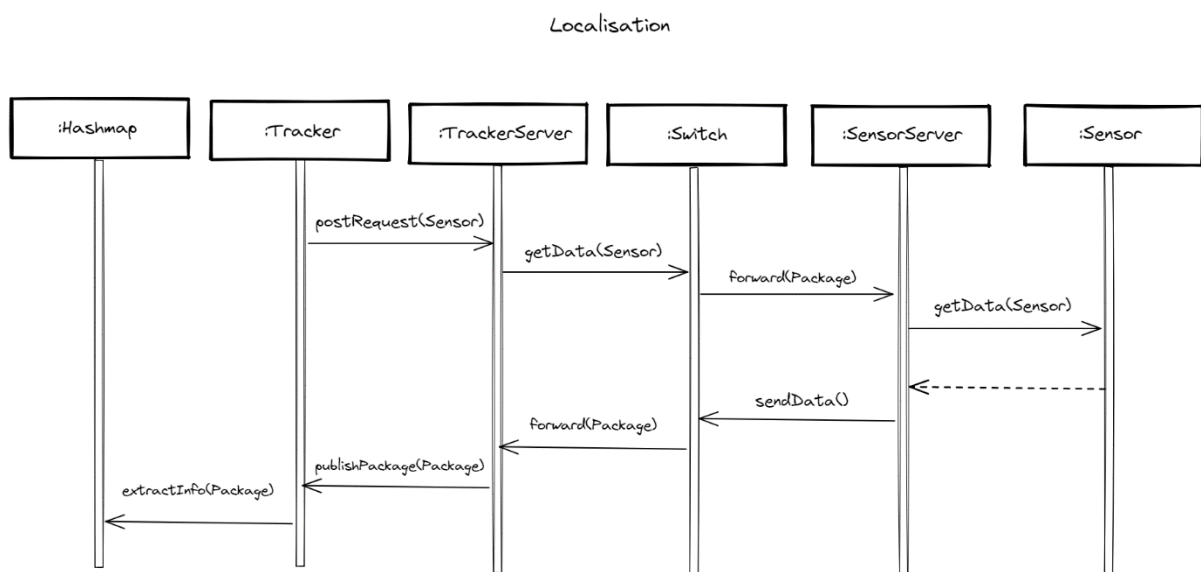 Localisation
:Hashmap
:Tracker
:TrackerServer
:Switch
:SensorServer
:Sensor
postRequest(Sensor)
getData(Sensor)
forward(Package)
getData(Sensor)
sendData()
forward(Package)
publishPackage(Package)
extractInfo(Package)